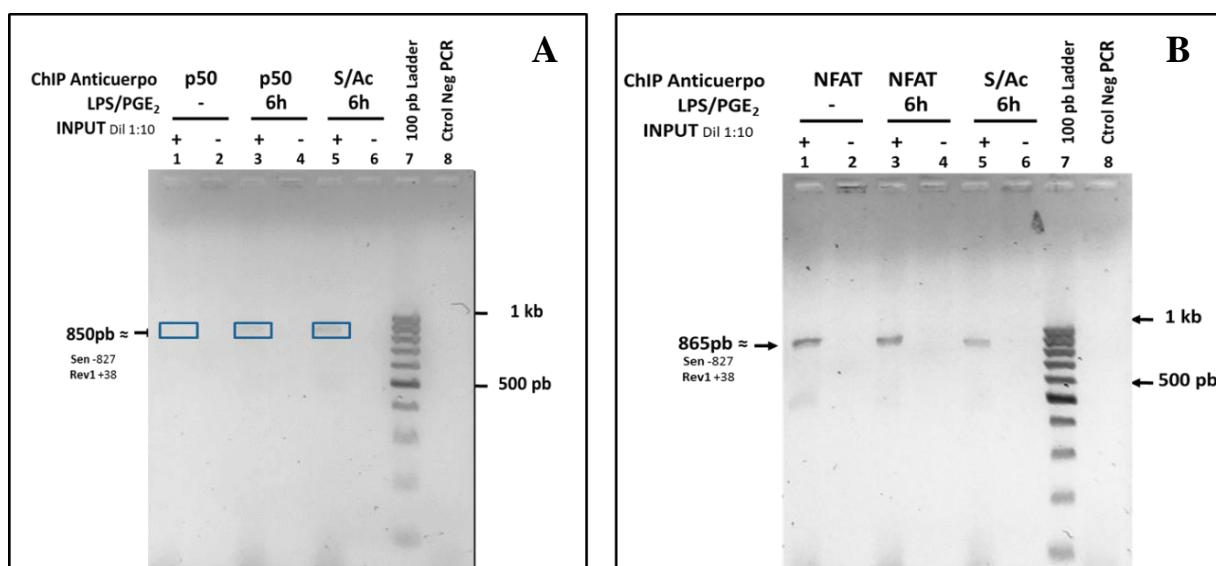 A
ChIP Anticuerpo p50 p50 S/Ac
LPS/PGE₂ - 6h 6h
INPUT Dil 1:10
+ - + - + -
1 2 3 4 5 6 7 8
100 pb Ladder
Ctrol Neg PCR
1 kb
850pb ≈
Sen -827
Rev1 +38
500 pb
B
ChIP Anticuerpo NFAT NFAT S/Ac
LPS/PGE₂ - 6h 6h
INPUT Dil 1:10
+ - + - + -
1 2 3 4 5 6 7 8
100 pb Ladder
Ctrol Neg PCR
1 kb
865pb ≈
Sen -827
Rev1 +38
500 pb